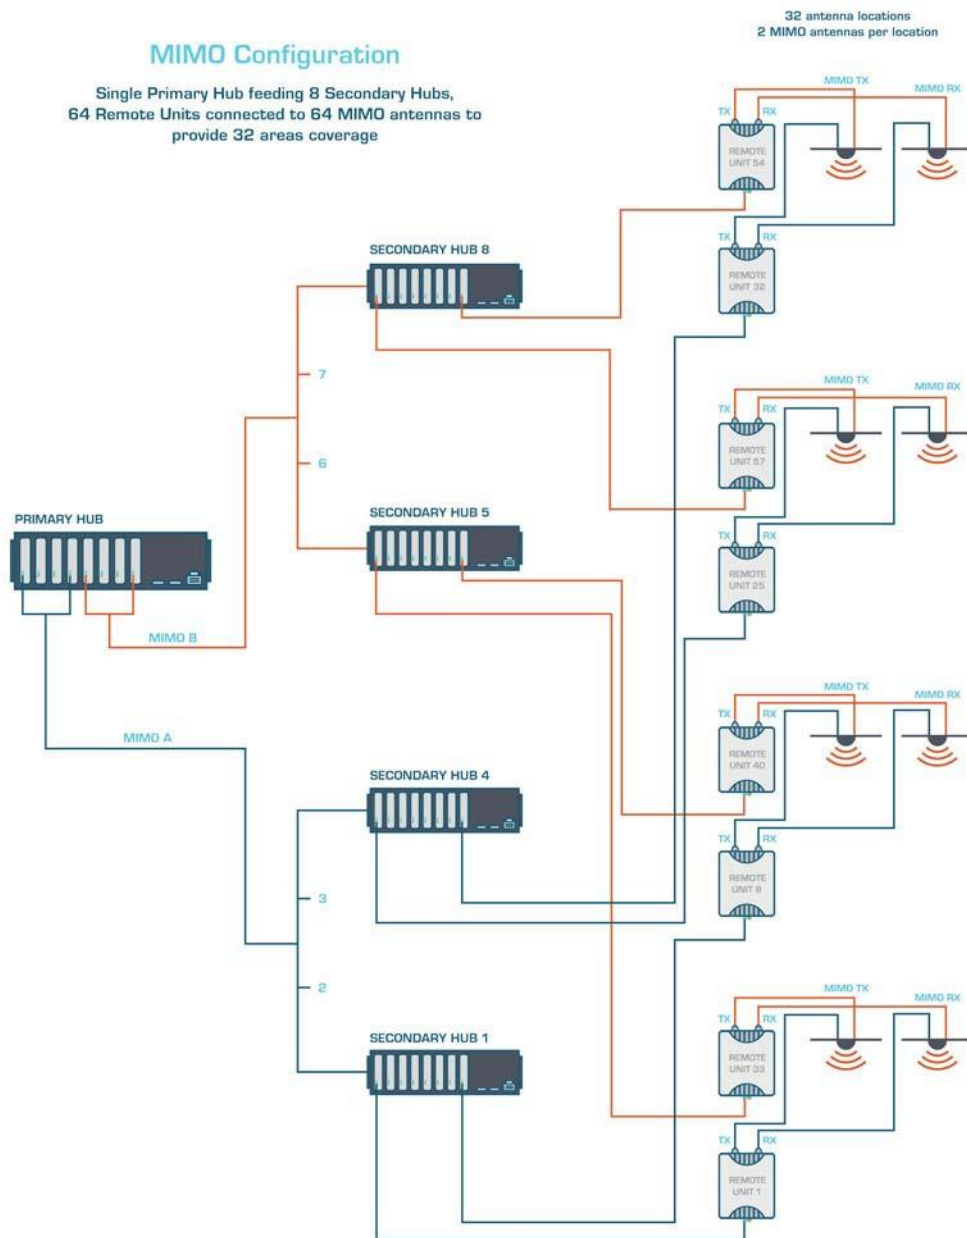 32 antenna locations
2 MIMO antennas per location
MIMO Configuration
Single Primary Hub feeding 8 Secondary Hubs,
64 Remote Units connected to 64 MIMO antennas to
provide 32 areas coverage
MIMO TX
MIMO RX
TX
RX
REMOTE
UNIT 54
SECONDARY HUB 8
TX
RX
REMOTE
UNIT 32
7
MIMO TX
MIMO RX
TX
RX
REMOTE
UNIT 57
6
PRIMARY HUB
SECONDARY HUB 5
TX
RX
REMOTE
UNIT 25
MIMO B
MIMO TX
MIMO RX
TX
RX
REMOTE
UNIT 40
MIMO A
SECONDARY HUB 4
TX
RX
REMOTE
UNIT 8
3
2
MIMO TX
MIMO RX
TX
RX
REMOTE
UNIT 33
SECONDARY HUB 1
TX
RX
REMOTE
UNIT 1